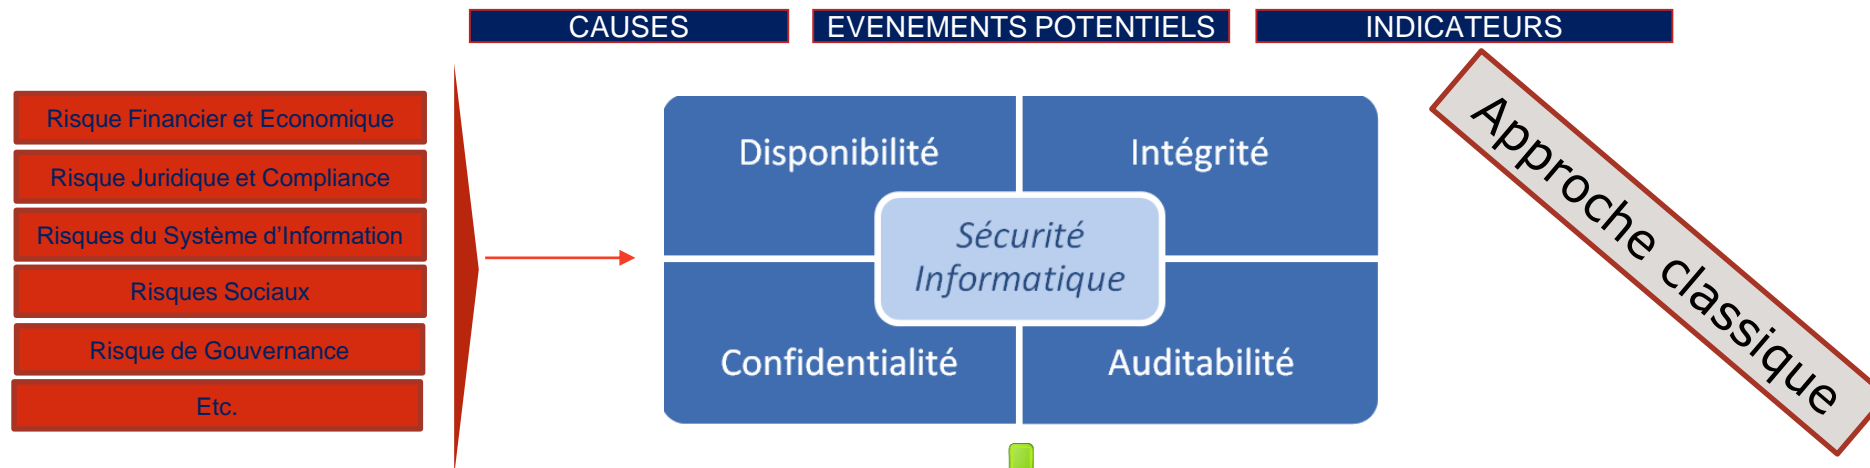 CAUSES
EVENEMENTS POTENTIELS
INDICATEURS
Risque Financier et Economique
Risque Juridique et Compliance
Risques du Système d'Information
Risques Sociaux
Risque de Gouvernance
Etc.
Disponibilité
Intégrité
Sécurité
Informatique
Confidentialité
Auditabilité
Approche classique